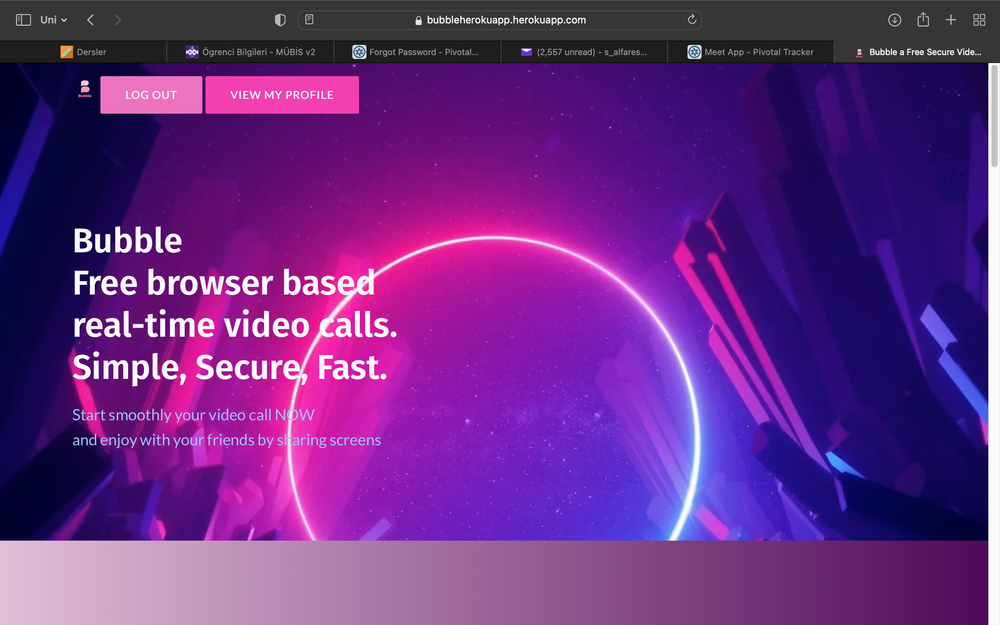 Uni
bubbleherokuapp.herokuapp.com
Dersler
Ögrenci Bilgileri - MÜBİS v2
Forgot Password - Pivotal...
(2,557 unread) - s_alfares...
Meet App - Pivotal Tracker
Bubble a Free Secure Vide...
Bubble
LOG OUT
VIEW MY PROFILE
Bubble
Free browser based
real-time video calls.
Simple, Secure, Fast.
Start smoothly your video call NOW
and enjoy with your friends by sharing screens